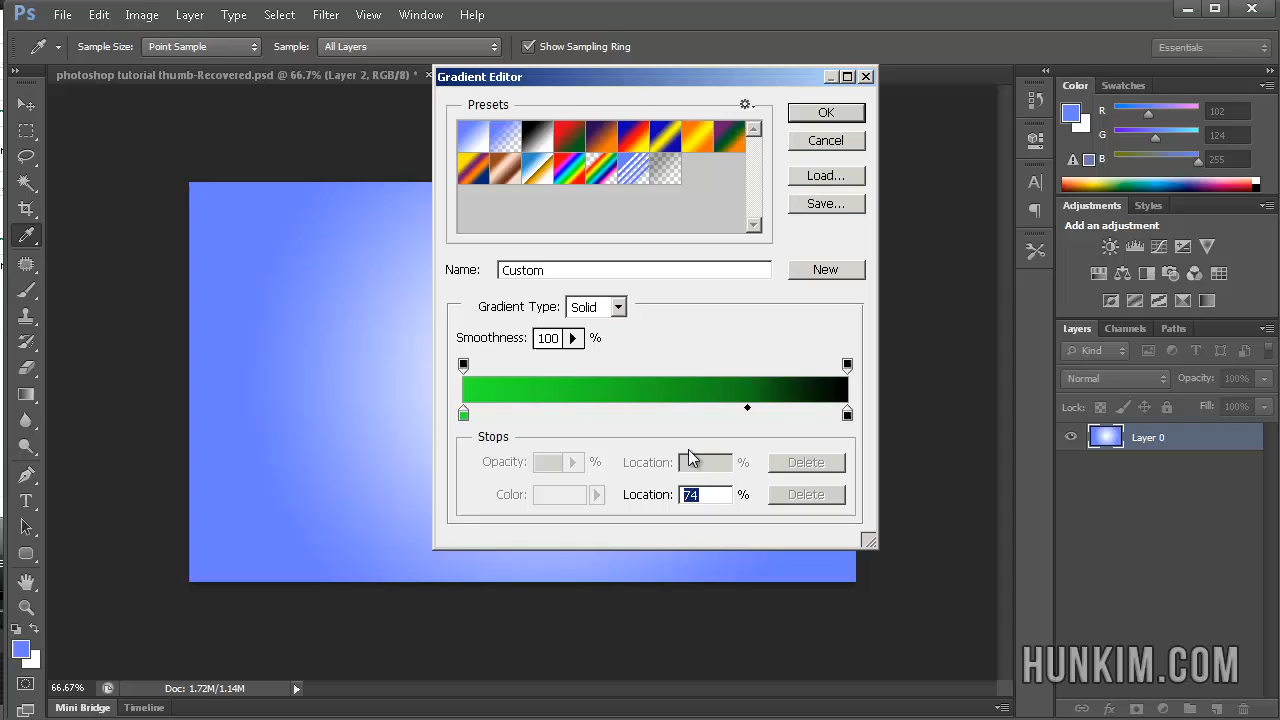 Ps File Edit Image Layer Type Select Filter View Window Help
Sample Size: Point Sample Sample: All Layers Show Sampling Ring Essentials
photoshop tutorial thumb-Recovered.psd @ 66.7% (Layer 2, RGB/8) *
Gradient Editor
Presets
OK
Cancel
Load...
Save...
Name: Custom New
Gradient Type: Solid
Smoothness: 100 %
Stops
Opacity: % Location: % Delete
Color: Location: 74 % Delete
Color Swatches
R 102
G 124
B 255
Adjustments Styles
Add an adjustment
Layers Channels Paths
Kind
Normal Opacity: 100%
Lock: Fill: 100%
Layer 0
HUNKIM.COM
66.67% Doc: 1.72M/1.14M
Mini Bridge Timeline